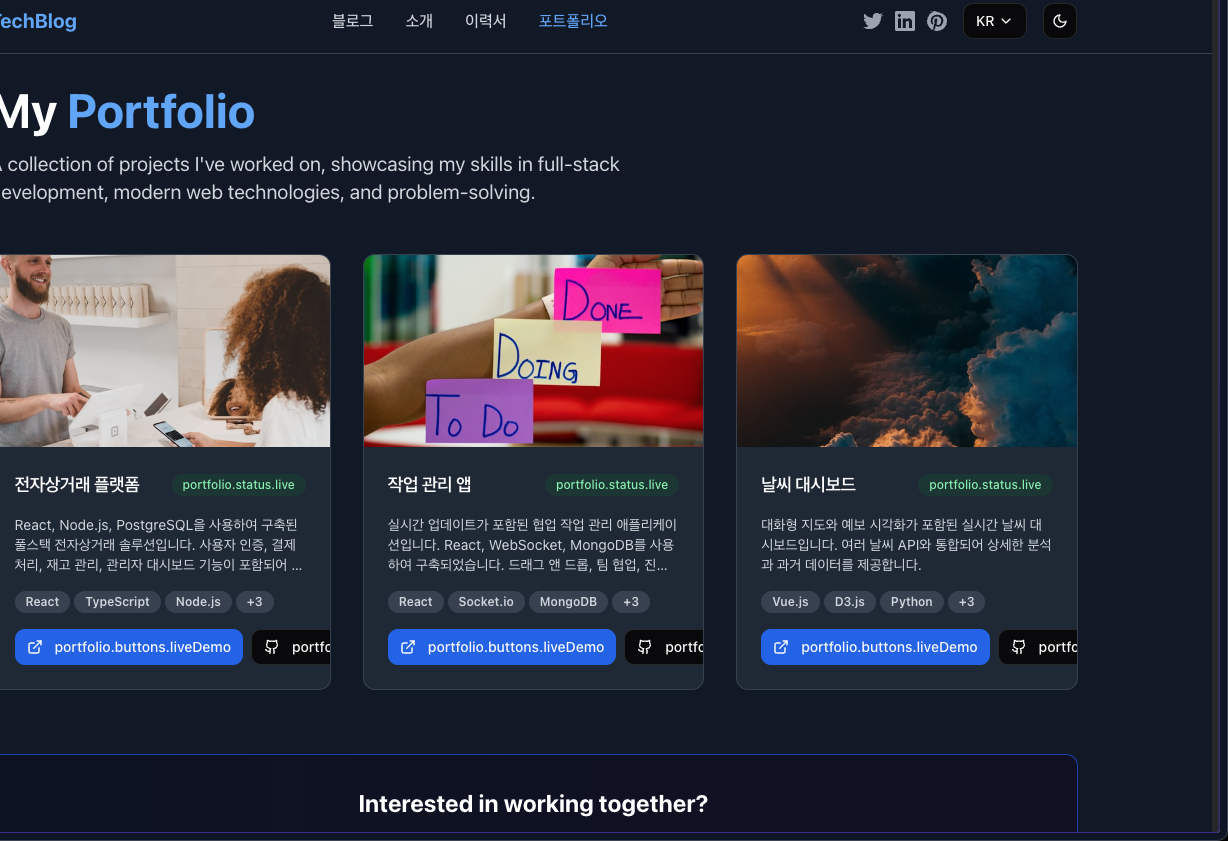 TechBlog
블로그 소개 이력서 포트폴리오
KR
My Portfolio
A collection of projects I've worked on, showcasing my skills in full-stack
development, modern web technologies, and problem-solving.
DONE
DOING
TO DO
전자상거래 플랫폼
portfolio.status.live
React, Node.js, PostgreSQL을 사용하여 구축된
풀스택 전자상거래 솔루션입니다. 사용자 인증, 결제
처리, 재고 관리, 관리자 대시보드 기능이 포함되어 ...
React TypeScript Node.js +3
portfolio.buttons.liveDemo
portfo
작업 관리 앱
portfolio.status.live
실시간 업데이트가 포함된 협업 작업 관리 애플리케이
션입니다. React, WebSocket, MongoDB를 사용
하여 구축되었습니다. 드래그 앤 드롭, 팀 협업, 진...
React Socket.io MongoDB +3
portfolio.buttons.liveDemo
portfo
날씨 대시보드
portfolio.status.live
대화형 지도와 예보 시각화가 포함된 실시간 날씨 대
시보드입니다. 여러 날씨 API와 통합되어 상세한 분석
과 과거 데이터를 제공합니다.
Vue.js D3.js Python +3
portfolio.buttons.liveDemo
portfo
Interested in working together?